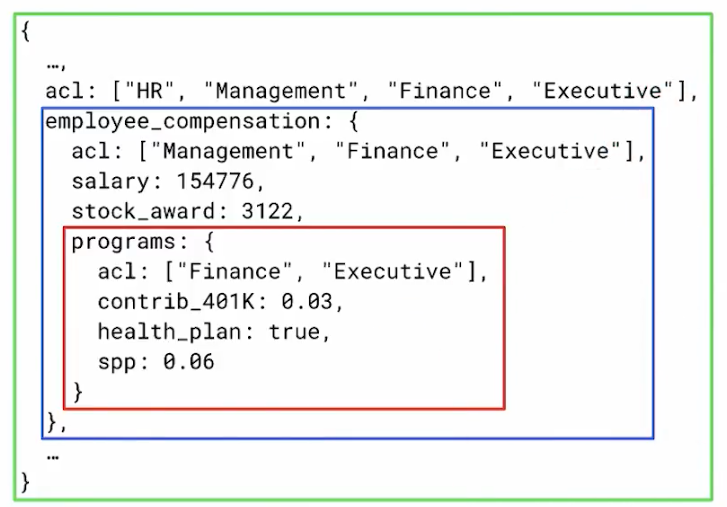 {
…,
acl: ["HR", "Management", "Finance", "Executive"],
employee_compensation: {
acl: ["Management", "Finance", "Executive"],
salary: 154776,
stock_award: 3122,
programs: {
acl: ["Finance", "Executive"],
contrib_401K: 0.03,
health_plan: true,
spp: 0.06
}
},
…
}